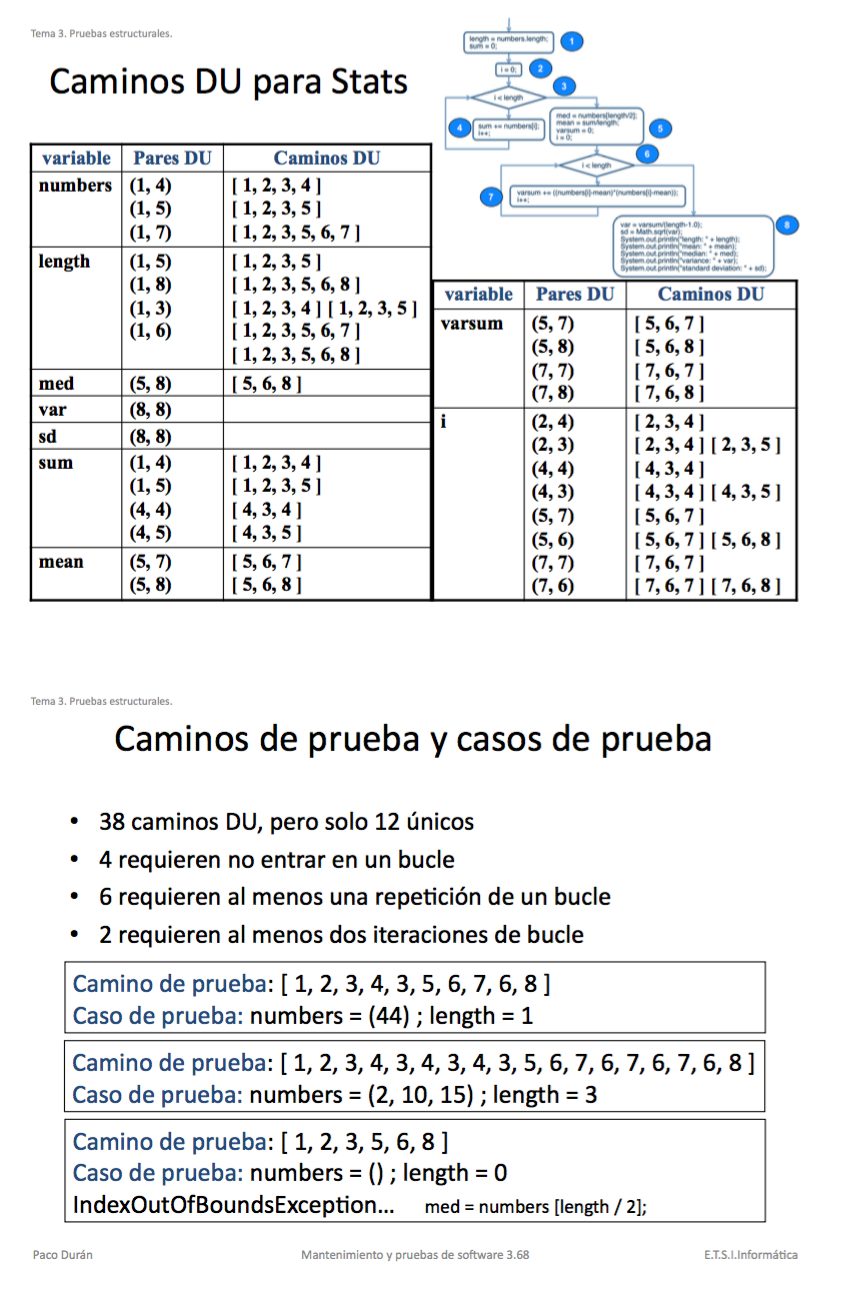 Tema 3. Pruebas estructurales.
Caminos DU para Stats
length = numbers.length;
sum = 0;
1
i = 0;
2
3
i < length
4
sum += numbers[i];
i++;
med = numbers[length/2];
mean = sum/length;
varsum = 0;
i = 0;
5
6
i < length
7
varsum += ((numbers[i]-mean)*(numbers[i]-mean));
i++;
var = varsum/(length-1.0);
sd = Math.sqrt(var);
System.out.println("length: " + length);
System.out.println("mean: " + mean);
System.out.println("median: " + med);
System.out.println("variance: " + var);
System.out.println("standard deviation: " + sd);
8
variable Pares DU Caminos DU
numbers (1, 4) [ 1, 2, 3, 4 ]
(1, 5) [ 1, 2, 3, 5 ]
(1, 7) [ 1, 2, 3, 5, 6, 7 ]
length (1, 5) [ 1, 2, 3, 5 ]
(1, 8) [ 1, 2, 3, 5, 6, 8 ]
(1, 3) [ 1, 2, 3, 4 ] [ 1, 2, 3, 5 ]
(1, 6) [ 1, 2, 3, 5, 6, 7 ]
[ 1, 2, 3, 5, 6, 8 ]
med (5, 8) [ 5, 6, 8 ]
var (8, 8)
sd (8, 8)
sum (1, 4) [ 1, 2, 3, 4 ]
(1, 5) [ 1, 2, 3, 5 ]
(4, 4) [ 4, 3, 4 ]
(4, 5) [ 4, 3, 5 ]
mean (5, 7) [ 5, 6, 7 ]
(5, 8) [ 5, 6, 8 ]
variable Pares DU Caminos DU
varsum (5, 7) [ 5, 6, 7 ]
(5, 8) [ 5, 6, 8 ]
(7, 7) [ 7, 6, 7 ]
(7, 8) [ 7, 6, 8 ]
i (2, 4) [ 2, 3, 4 ]
(2, 3) [ 2, 3, 4 ] [ 2, 3, 5 ]
(4, 4) [ 4, 3, 4 ]
(4, 3) [ 4, 3, 4 ] [ 4, 3, 5 ]
(5, 7) [ 5, 6, 7 ]
(5, 6) [ 5, 6, 7 ] [ 5, 6, 8 ]
(7, 7) [ 7, 6, 7 ]
(7, 6) [ 7, 6, 7 ] [ 7, 6, 8 ]
Tema 3. Pruebas estructurales.
Caminos de prueba y casos de prueba
• 38 caminos DU, pero solo 12 únicos
• 4 requieren no entrar en un bucle
• 6 requieren al menos una repetición de un bucle
• 2 requieren al menos dos iteraciones de bucle
Camino de prueba: [ 1, 2, 3, 4, 3, 5, 6, 7, 6, 8 ]
Caso de prueba: numbers = (44) ; length = 1
Camino de prueba: [ 1, 2, 3, 4, 3, 4, 3, 4, 3, 5, 6, 7, 6, 7, 6, 7, 6, 8 ]
Caso de prueba: numbers = (2, 10, 15) ; length = 3
Camino de prueba: [ 1, 2, 3, 5, 6, 8 ]
Caso de prueba: numbers = () ; length = 0
IndexOutOfBoundsException... med = numbers [length / 2];
Paco Durán Mantenimiento y pruebas de software 3.68 E.T.S.I.Informática